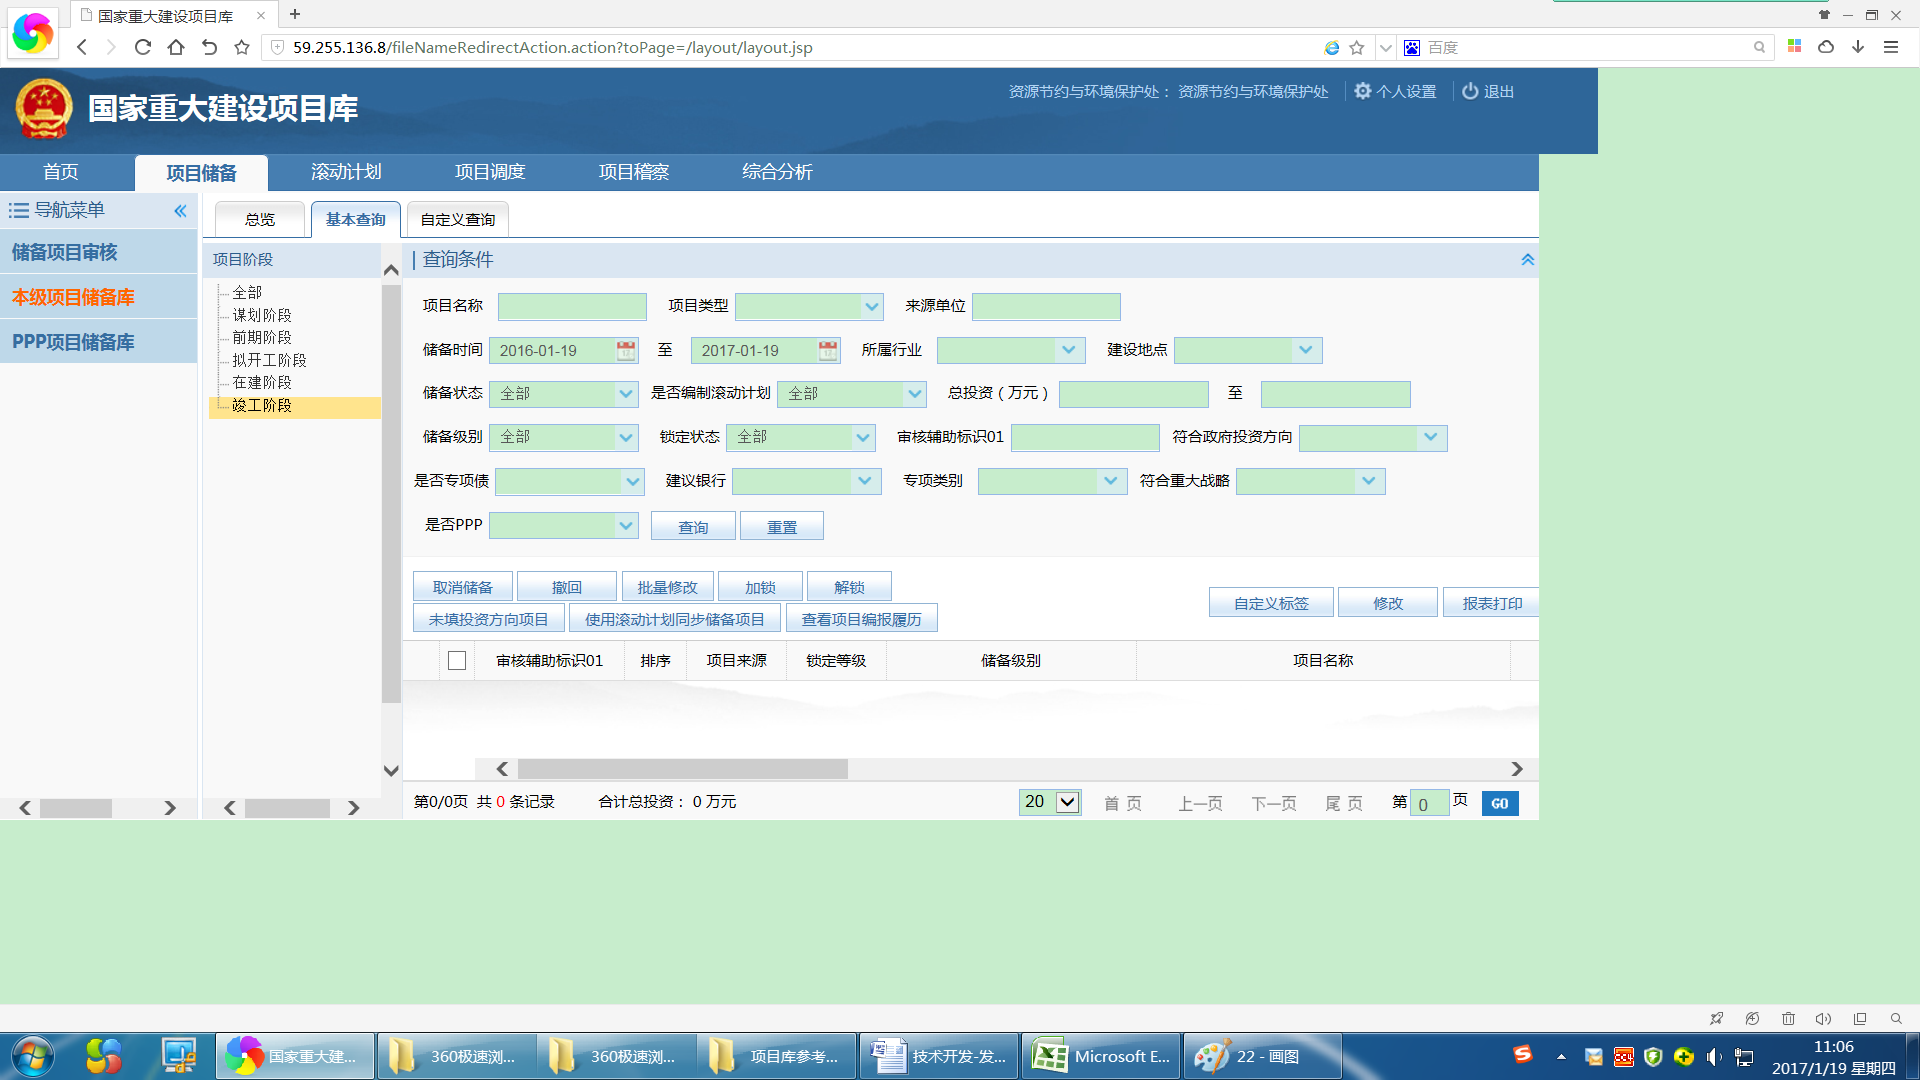 国家重大建设项目库
59.255.136.8/fileNameRedirectAction.action?toPage=/layout/layout.jsp
百度
国家重大建设项目库
资源节约与环境保护处： 资源节约与环境保护处 个人设置 退出
首页 项目储备 滚动计划 项目调度 项目稽察 综合分析
导航菜单
储备项目审核
本级项目储备库
PPP项目储备库
总览 基本查询 自定义查询
项目阶段
全部
谋划阶段
前期阶段
拟开工阶段
在建阶段
竣工阶段
查询条件
项目名称 项目类型 来源单位
储备时间 2016-01-19 至 2017-01-19 所属行业 建设地点
储备状态 全部 是否编制滚动计划 全部 总投资（万元） 至
储备级别 全部 锁定状态 全部 审核辅助标识01 符合政府投资方向
是否专项债 建议银行 专项类别 符合重大战略
是否PPP 查询 重置
取消储备 撤回 批量修改 加锁 解锁
未填投资方向项目 使用滚动计划同步储备项目 查看项目编报履历
自定义标签 修改 报表打印
审核辅助标识01 排序 项目来源 锁定等级 储备级别 项目名称
第0/0页 共 0 条记录 合计总投资： 0 万元 20 首 页 上一页 下一页 尾 页 第 0 页 GO
国家重大建... 360极速浏... 360极速浏... 项目库参考... 技术开发-发... Microsoft E... 22 - 画图
11:06
2017/1/19 星期四